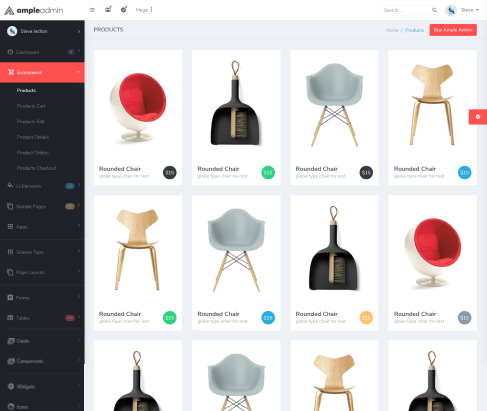 ampleadmin
Mega
Search...
Steve
Steve Jection
PRODUCTS
Home / Products
Buy Ample Admin
Dashboard
Ecommerce
Products
Products Cart
Products Edit
Product Details
Product Orders
Products Checkout
UI Elements
Sample Pages
Apps
Sidebar Type
Page Layouts
Forms
Tables
Cards
Components
Widgets
Icons
Rounded Chair
globe type chair for rest
$15
Rounded Chair
globe type chair for rest
$15
Rounded Chair
globe type chair for rest
$15
Rounded Chair
globe type chair for rest
$15
Rounded Chair
globe type chair for rest
$15
Rounded Chair
globe type chair for rest
$15
Rounded Chair
globe type chair for rest
$15
Rounded Chair
globe type chair for rest
$15